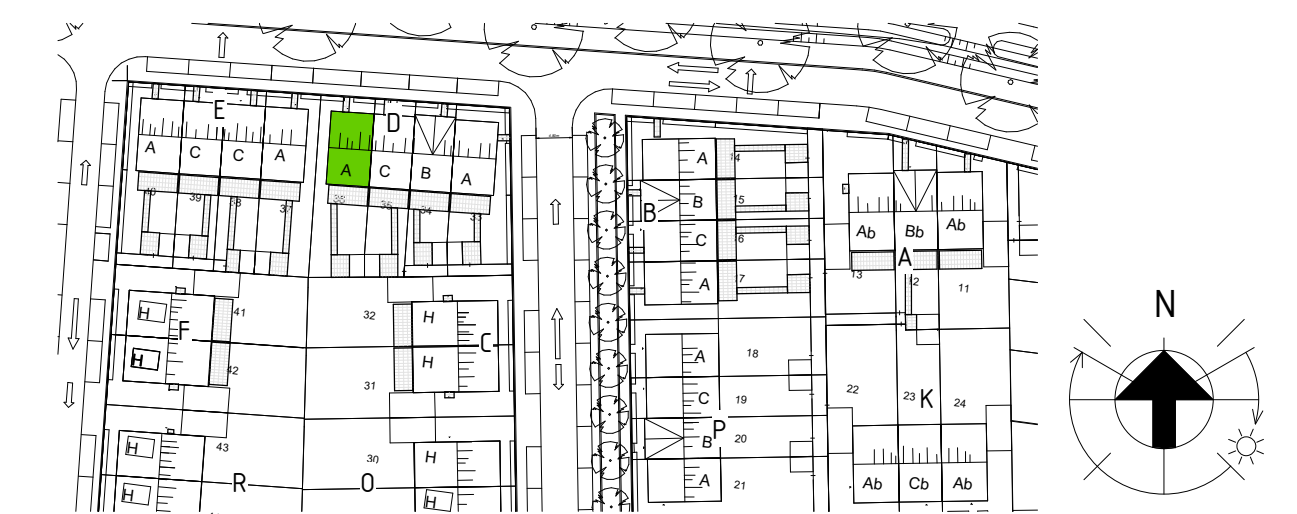 N
E
D
A C C A
A C B A
40 39 38 37
36 35 34 33
B
A 14
B 15
C 16
A 17
A
Ab Bb Ab
13 12 11
F
H 41
H 42
C
32 H
31 H
A 18
C 19
P
B 20
A 21
22 23 K 24
Ab Cb Ab
H 43
H
R
O
30 H
H